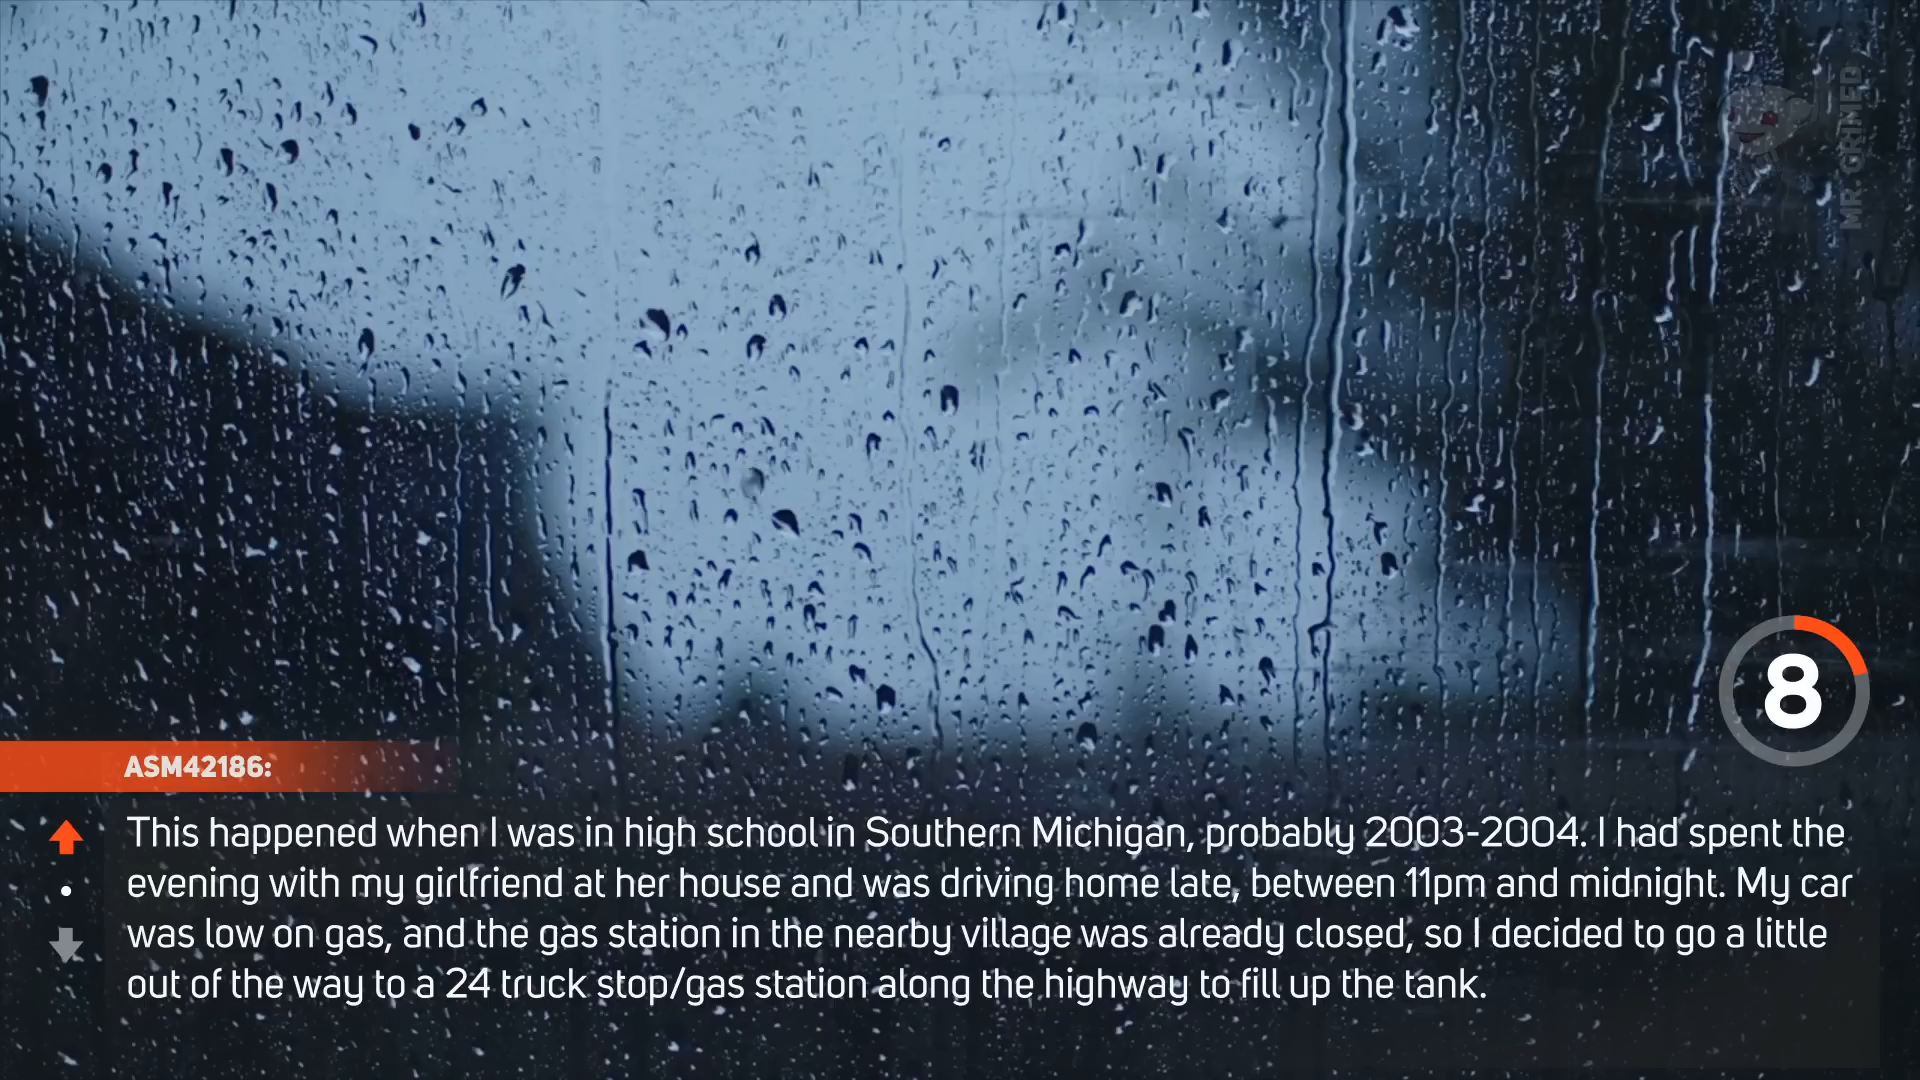 MR. GRINED
8
ASM42186:
This happened when I was in high school in Southern Michigan, probably 2003-2004. I had spent the
evening with my girlfriend at her house and was driving home late, between 11pm and midnight. My car
was low on gas, and the gas station in the nearby village was already closed, so I decided to go a little
out of the way to a 24 truck stop/gas station along the highway to fill up the tank.